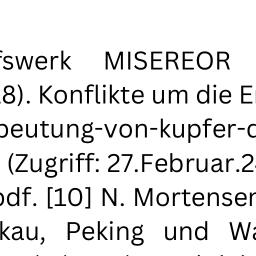 fswerk MISEREOR
18). Konflikte um die E
beutung-von-kupfer-
(Zugriff: 27.Februar.2
pdf. [10] N. Mortensen
kau, Peking und Wa